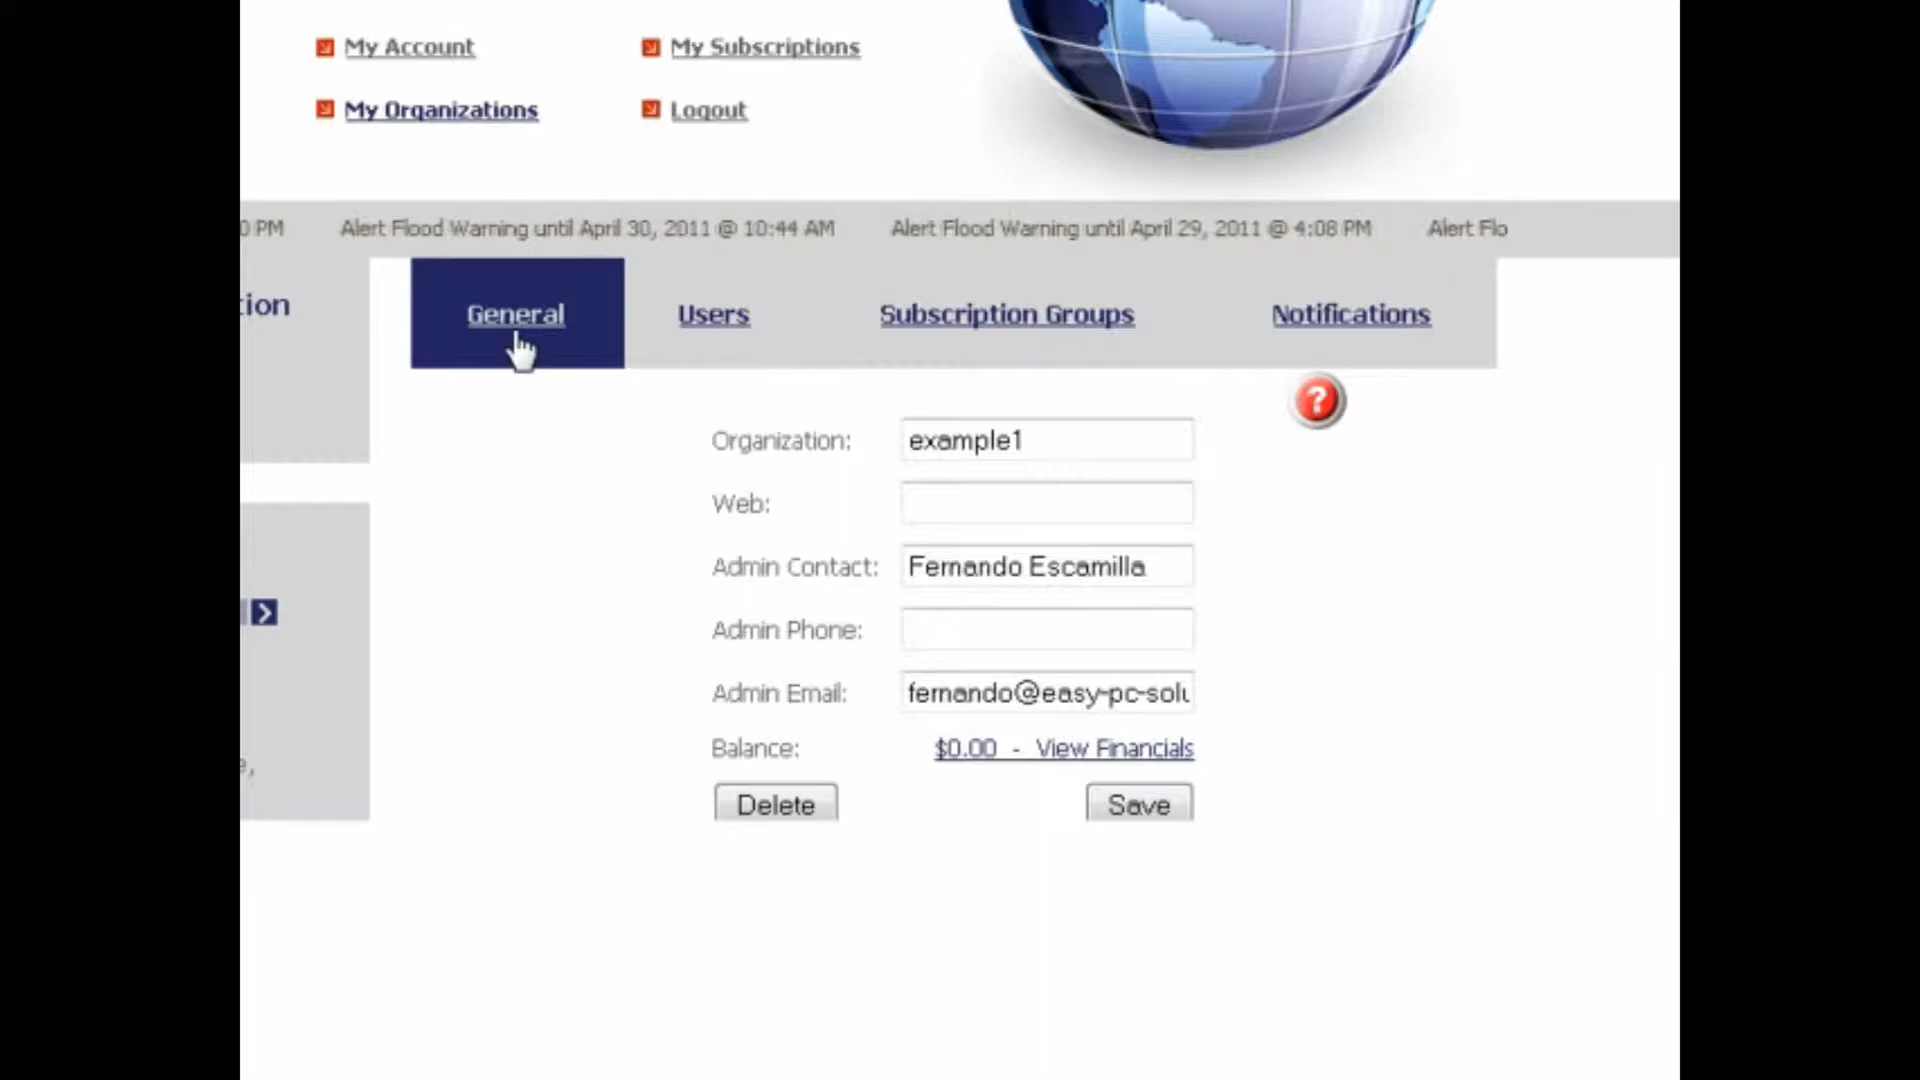 My Account
My Subscriptions
My Organizations
Logout
0 PM Alert Flood Warning until April 30, 2011 @ 10:44 AM Alert Flood Warning until April 29, 2011 @ 4:08 PM Alert Flo
tion
General
Users
Subscription Groups
Notifications
?
Organization: example1
Web:
Admin Contact: Fernando Escamilla
Admin Phone:
Admin Email: fernando@easy-pc-solu
Balance: $0.00 - View Financials
Delete
Save